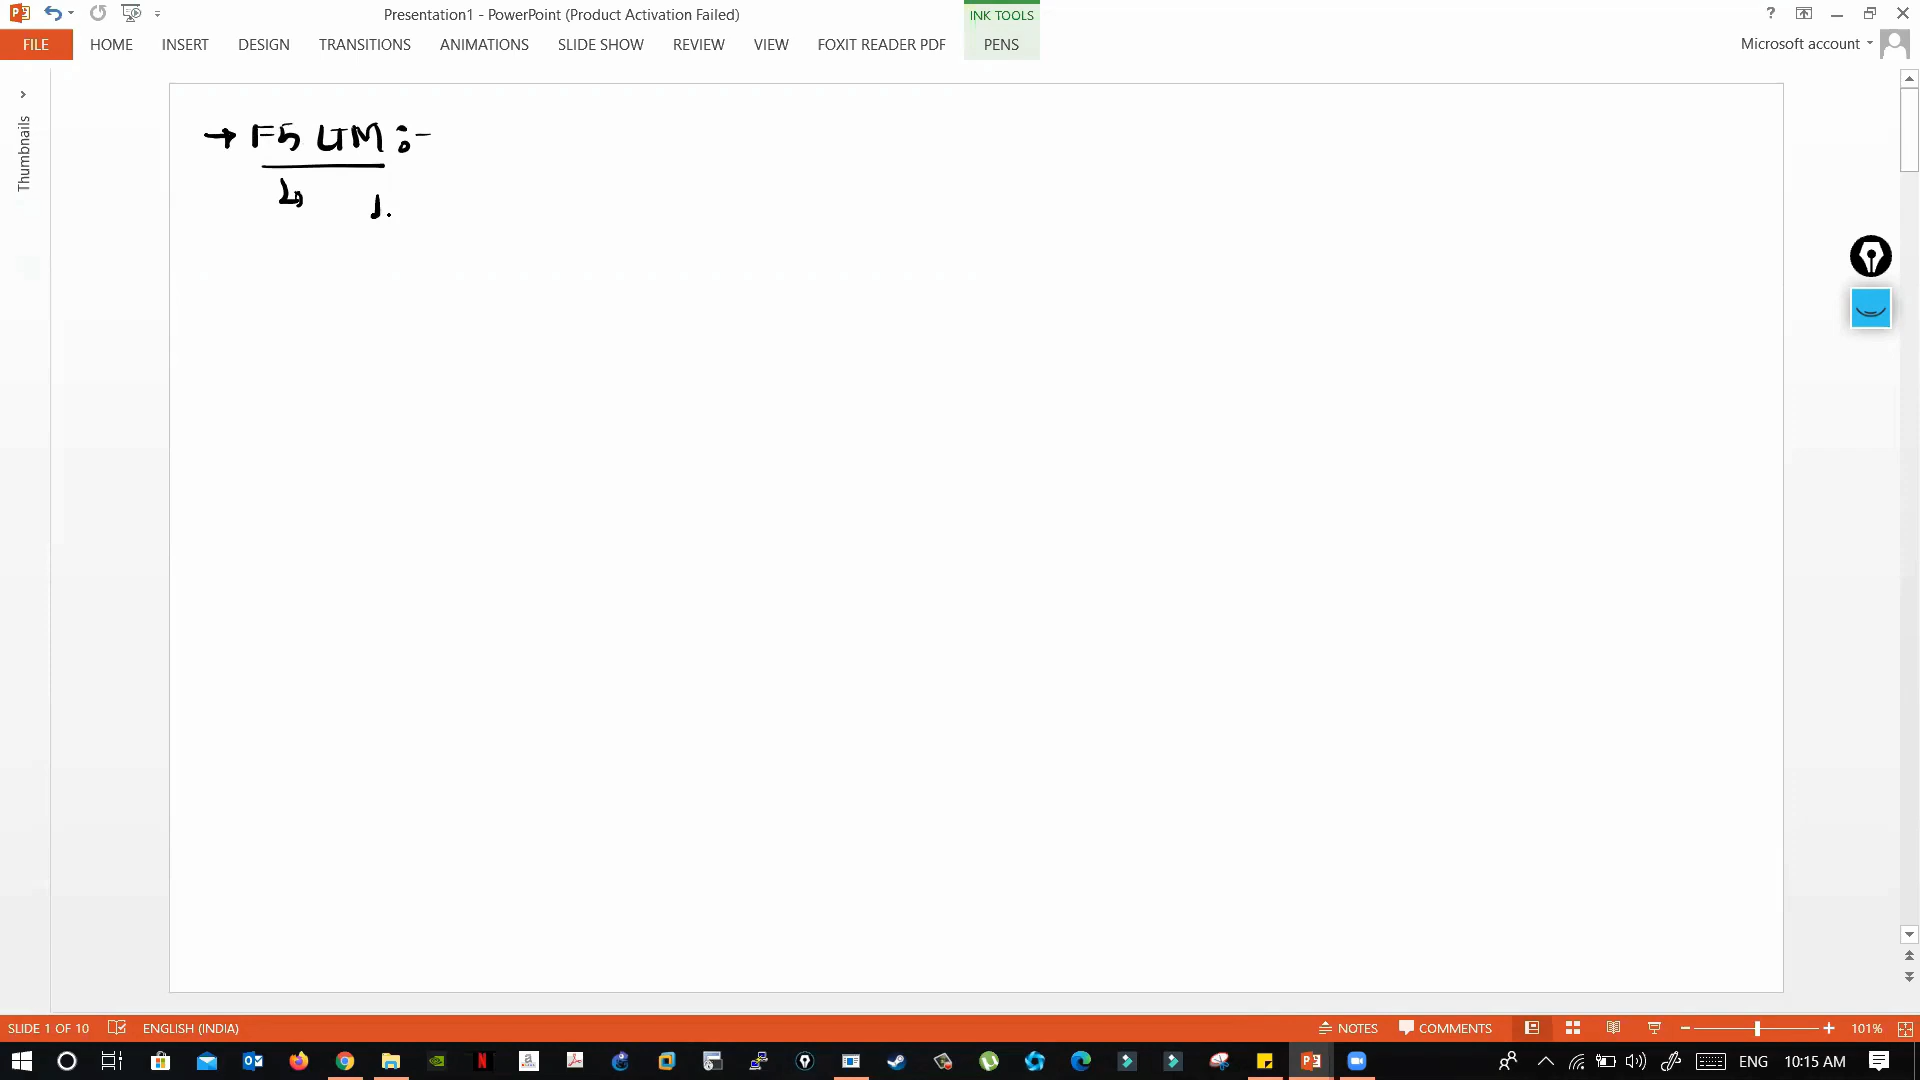 Presentation1 - PowerPoint (Product Activation Failed)
INK TOOLS
FILE HOME INSERT DESIGN TRANSITIONS ANIMATIONS SLIDE SHOW REVIEW VIEW FOXIT READER PDF PENS
Microsoft account
Thumbnails
→ F5 LTM :-
SLIDE 1 OF 10 ENGLISH (INDIA) NOTES COMMENTS 101%
ENG 10:15 AM